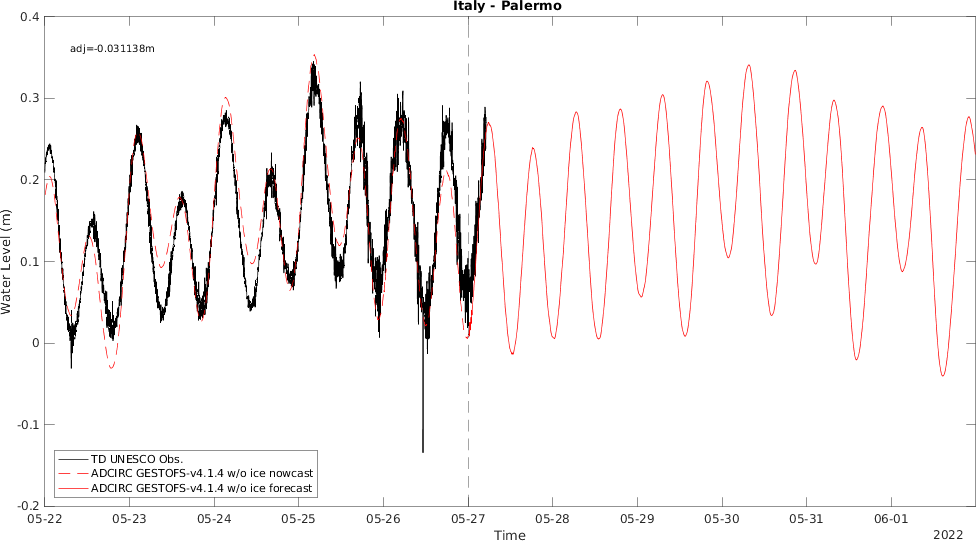 Italy - Palermo
adj=-0.031138m
0.4
0.3
0.2
0.1
0
-0.1
-0.2
Water Level (m)
TD UNESCO Obs.
ADCIRC GESTOFS-v4.1.4 w/o ice nowcast
ADCIRC GESTOFS-v4.1.4 w/o ice forecast
05-22 05-23 05-24 05-25 05-26 05-27 05-28 05-29 05-30 05-31 06-01
Time
2022